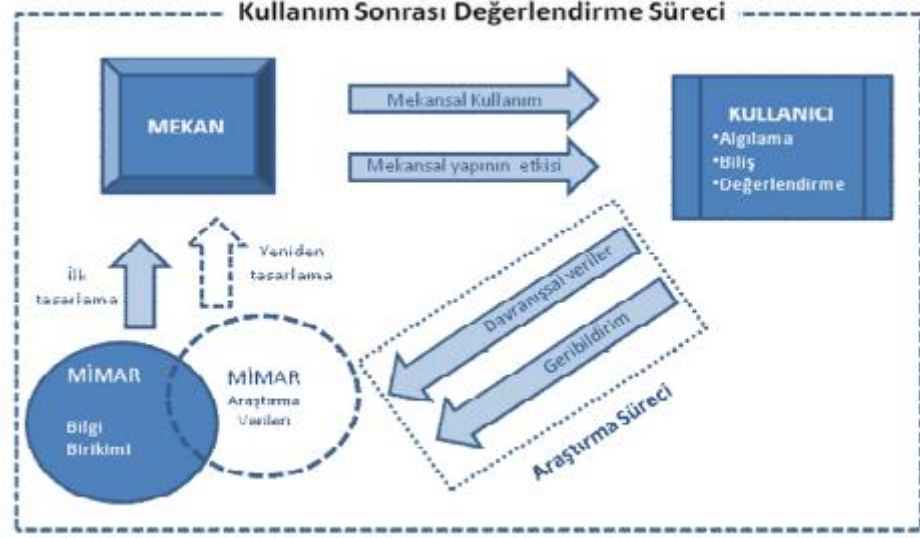 Kullanım Sonrası Değerlendirme Süreci
MEKAN
Mekansal Kullanım
Mekansal yapının etkisi
KULLANICI
•Algılama
•Biliş
•Değerlendirme
İlk
tasarlama
Yeniden
tasarlama
Davranışsal veriler
Geribildirim
Araştırma Süreci
MİMAR
Bilgi
Birikimi
MİMAR
Araştırma
Verileri